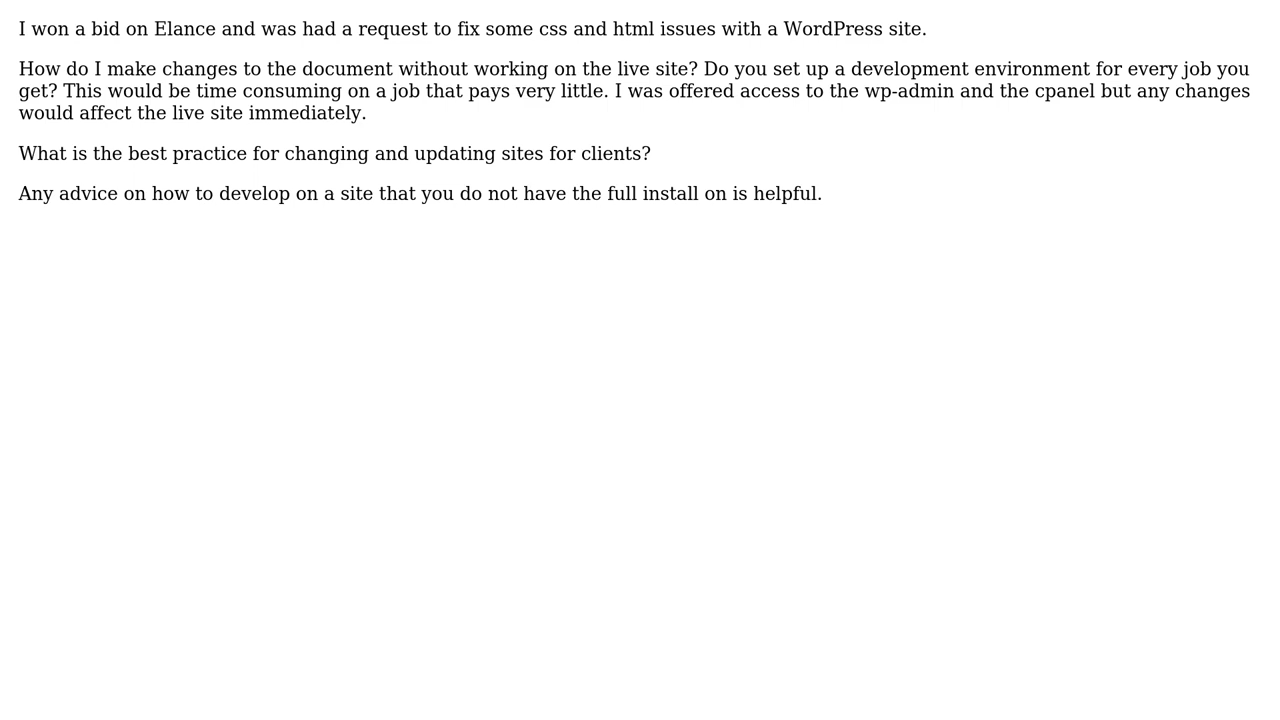 I won a bid on Elance and was had a request to fix some css and html issues with a WordPress site.
How do I make changes to the document without working on the live site? Do you set up a development environment for every job you
get? This would be time consuming on a job that pays very little. I was offered access to the wp-admin and the cpanel but any changes
would affect the live site immediately.
What is the best practice for changing and updating sites for clients?
Any advice on how to develop on a site that you do not have the full install on is helpful.